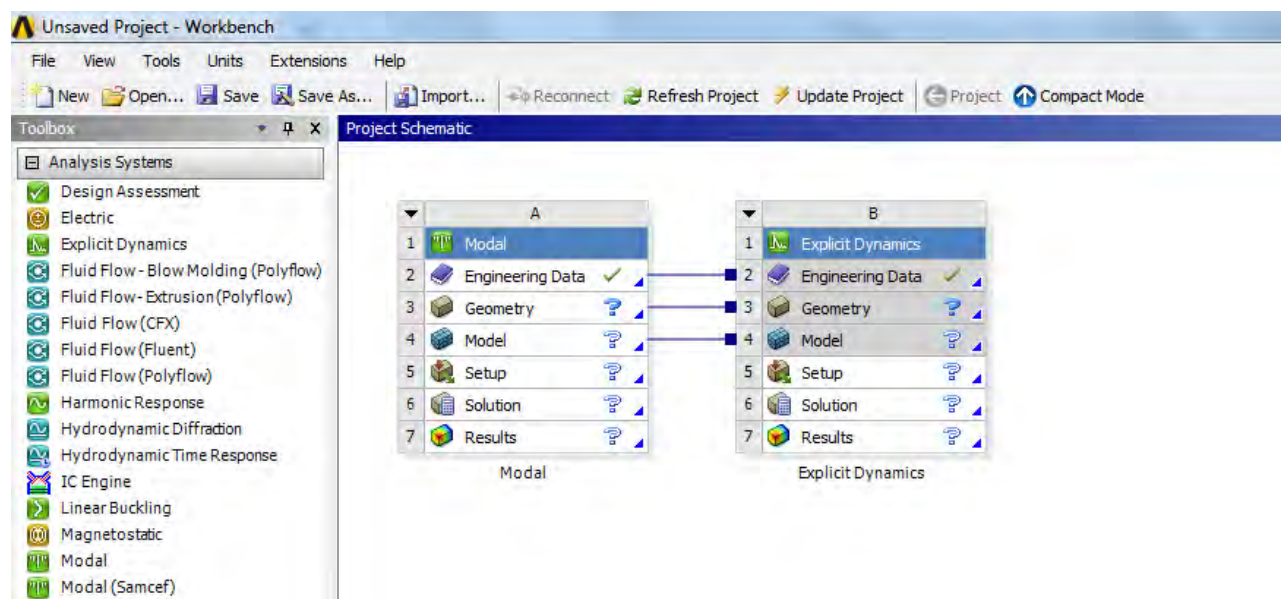 Unsaved Project - Workbench
File View Tools Units Extensions Help
New Open... Save Save As... Import... Reconnect Refresh Project Update Project Project Compact Mode
Toolbox
Project Schematic
Analysis Systems
Design Assessment
Electric
Explicit Dynamics
Fluid Flow - Blow Molding (Polyflow)
Fluid Flow - Extrusion (Polyflow)
Fluid Flow (CFX)
Fluid Flow (Fluent)
Fluid Flow (Polyflow)
Harmonic Response
Hydrodynamic Diffraction
Hydrodynamic Time Response
IC Engine
Linear Buckling
Magnetostatic
Modal
Modal (Samcef)
A
1 Modal
2 Engineering Data
3 Geometry
4 Model
5 Setup
6 Solution
7 Results
Modal
B
1 Explicit Dynamics
2 Engineering Data
3 Geometry
4 Model
5 Setup
6 Solution
7 Results
Explicit Dynamics